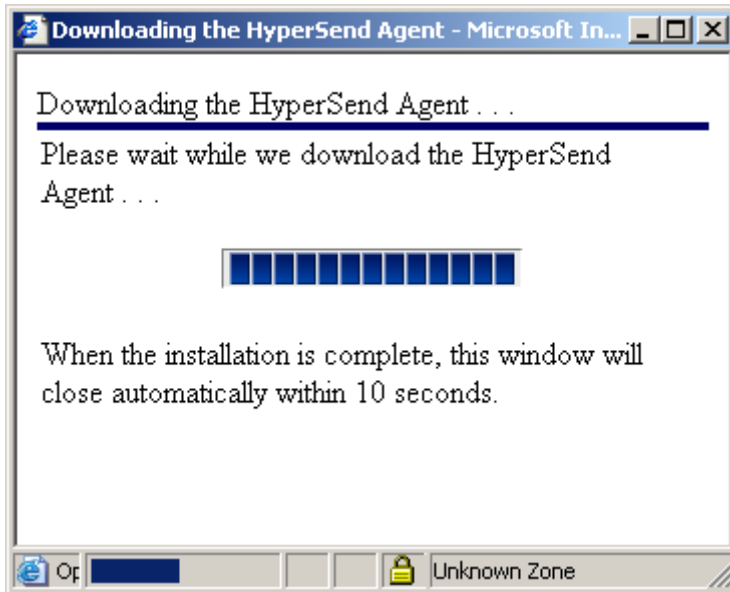 Downloading the HyperSend Agent - Microsoft In...
Downloading the HyperSend Agent . . .
Please wait while we download the HyperSend
Agent . . .
When the installation is complete, this window will
close automatically within 10 seconds.
Op
Unknown Zone